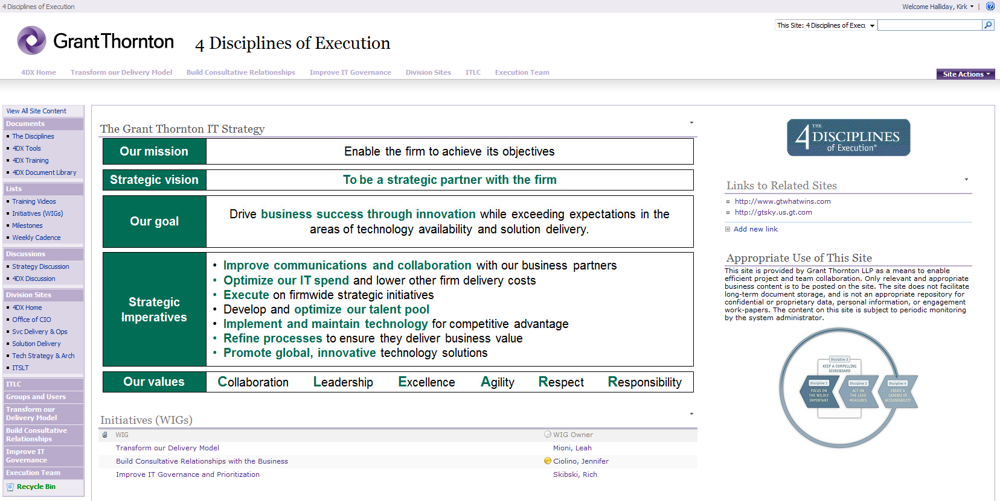 4 Disciplines of Execution
Welcome Halliday, Kirk
This Site: 4 Disciplines of Execu
Grant Thornton
4 Disciplines of Execution
4DX Home
Transform our Delivery Model
Build Consultative Relationships
Improve IT Governance
Division Sites
ITLC
Execution Team
Site Actions
View All Site Content
Documents
The Disciplines
4DX Tools
4DX Training
4DX Document Library
Lists
Training Videos
Initiatives (WIGs)
Milestones
Weekly Cadence
Discussions
Strategy Discussion
4DX Discussion
Division Sites
4DX Home
Office of CIO
Svc Delivery & Ops
Solution Delivery
Tech Strategy & Arch
ITSLT
ITLC
Groups and Users
Transform our
Delivery Model
Build Consultative
Relationships
Improve IT
Governance
Execution Team
Recycle Bin
The Grant Thornton IT Strategy
Our mission
Enable the firm to achieve its objectives
Strategic vision
To be a strategic partner with the firm
Our goal
Drive business success through innovation while exceeding expectations in the
areas of technology availability and solution delivery.
Strategic
Imperatives
• Improve communications and collaboration with our business partners
• Optimize our IT spend and lower other firm delivery costs
• Execute on firmwide strategic initiatives
• Develop and optimize our talent pool
• Implement and maintain technology for competitive advantage
• Refine processes to ensure they deliver business value
• Promote global, innovative technology solutions
Our values
Collaboration Leadership Excellence Agility Respect Responsibility
Initiatives (WIGs)
WIG WIG Owner
Transform our Delivery Model Mioni, Leah
Build Consultative Relationships with the Business Ciolino, Jennifer
Improve IT Governance and Prioritization Skibski, Rich
THE
4 DISCIPLINES
of Execution®
Links to Related Sites
http://www.gtwhatwins.com
http://gtsky.us.gt.com
Add new link
Appropriate Use of This Site
This site is provided by Grant Thornton LLP as a means to enable
efficient project and team collaboration. Only relevant and appropriate
business content is to be posted on the site. The site does not facilitate
long-term document storage, and is not an appropriate repository for
confidential or proprietary data, personal information, or engagement
work-papers. The content on this site is subject to periodic monitoring
by the system administrator.
Discipline 3
KEEP A COMPELLING
SCOREBOARD
Discipline 1
FOCUS ON
THE WILDLY
IMPORTANT
Discipline 2
ACT ON
THE LEAD
MEASURES
Discipline 4
CREATE A
CADENCE OF
ACCOUNTABILITY